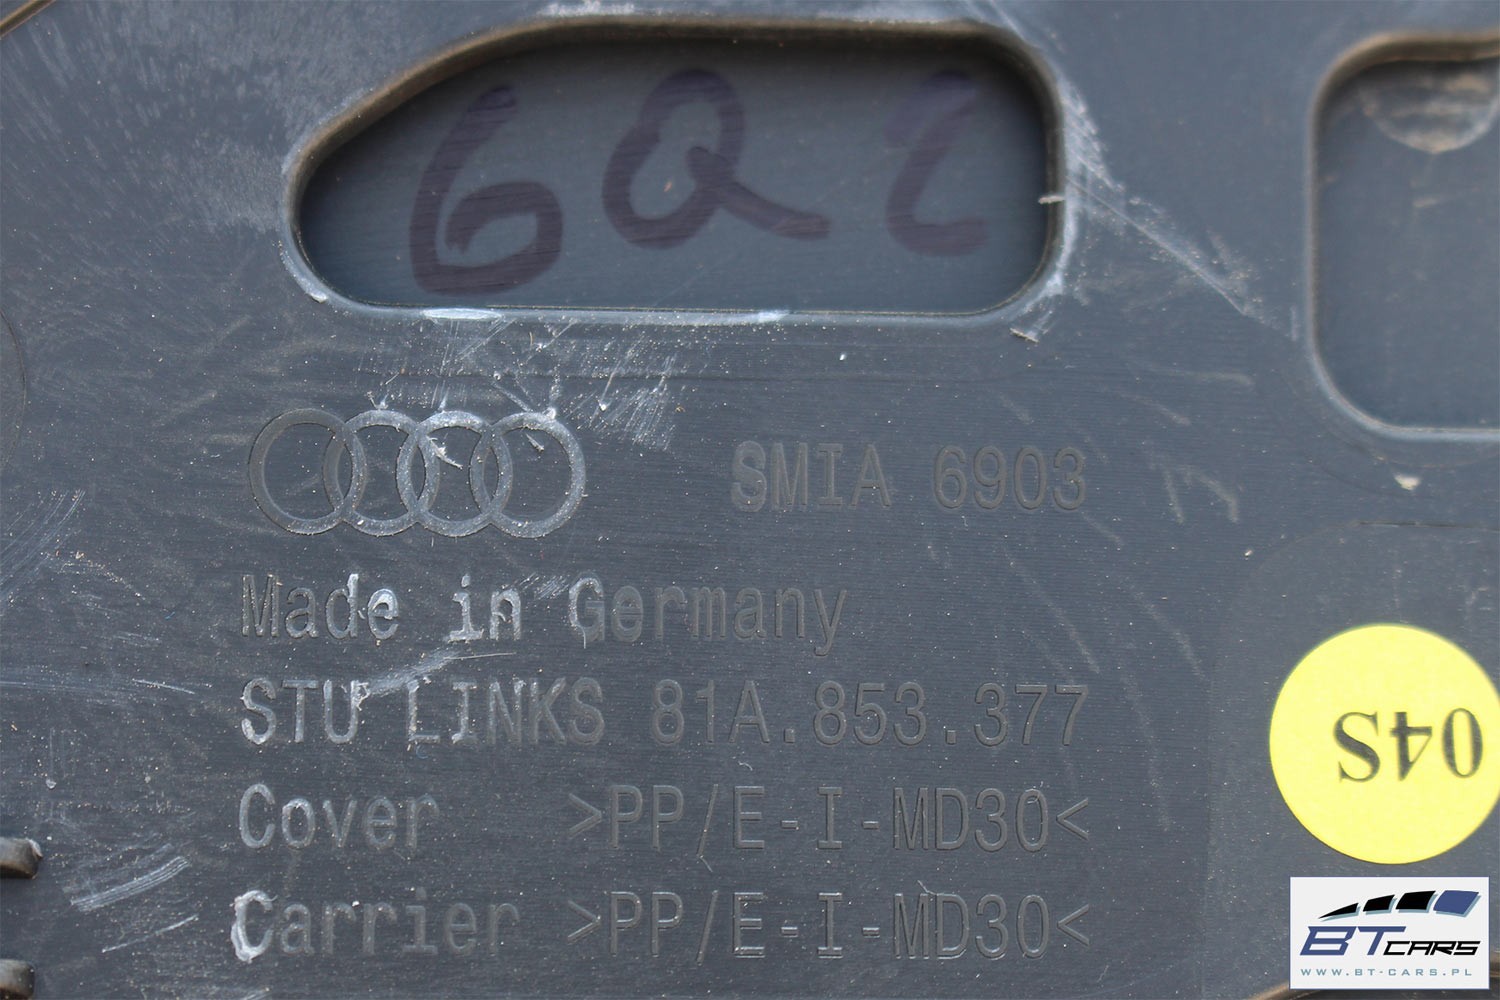 6Q2
SMIA 6903
Made in Germany
STU LINKS 81A.853.377
Cover >PP/E-I-MD30<
Carrier >PP/E-I-MD30<
04S
BT CARS
WWW.BT-CARS.PL